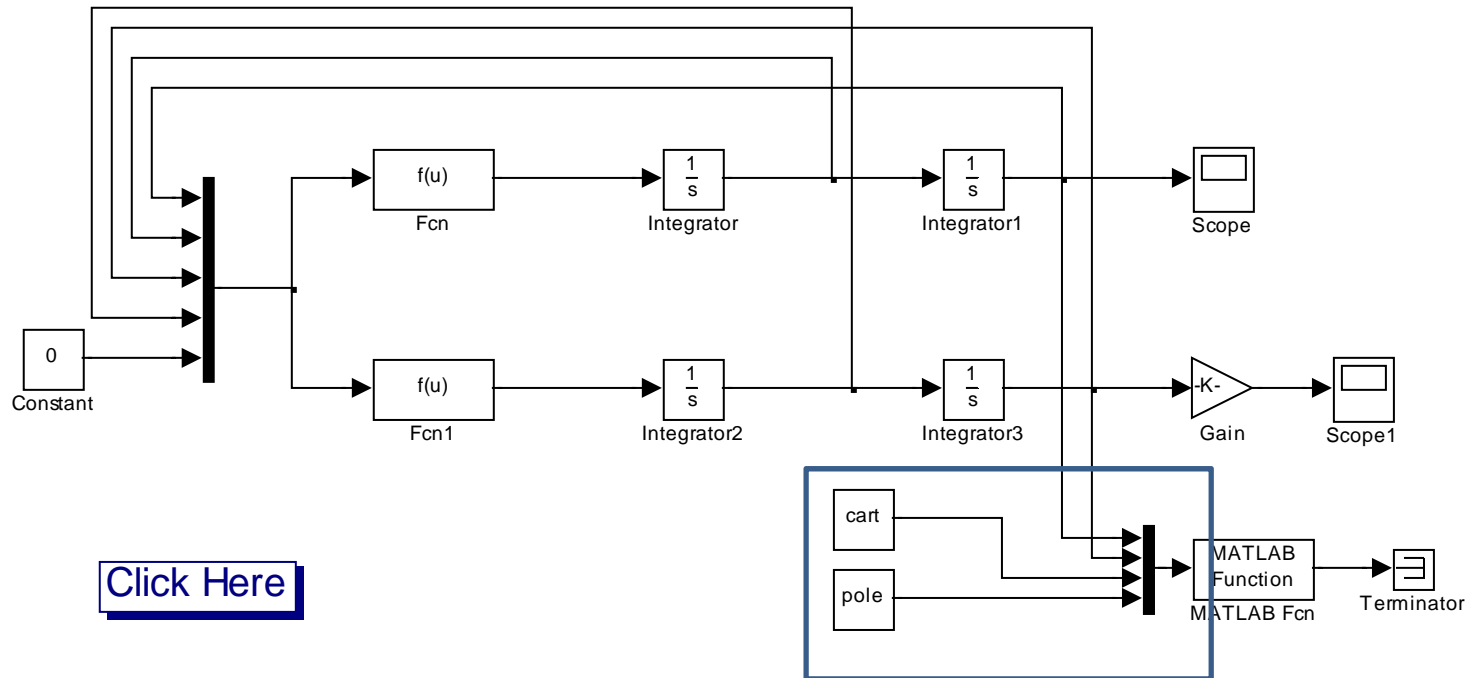 f(u)
Fcn
1
s
Integrator
1
s
Integrator1
Scope
0
Constant
f(u)
Fcn1
1
s
Integrator2
1
s
Integrator3
-K-
Gain
Scope1
cart
pole
MATLAB
Function
MATLAB Fcn
Terminator
Click Here